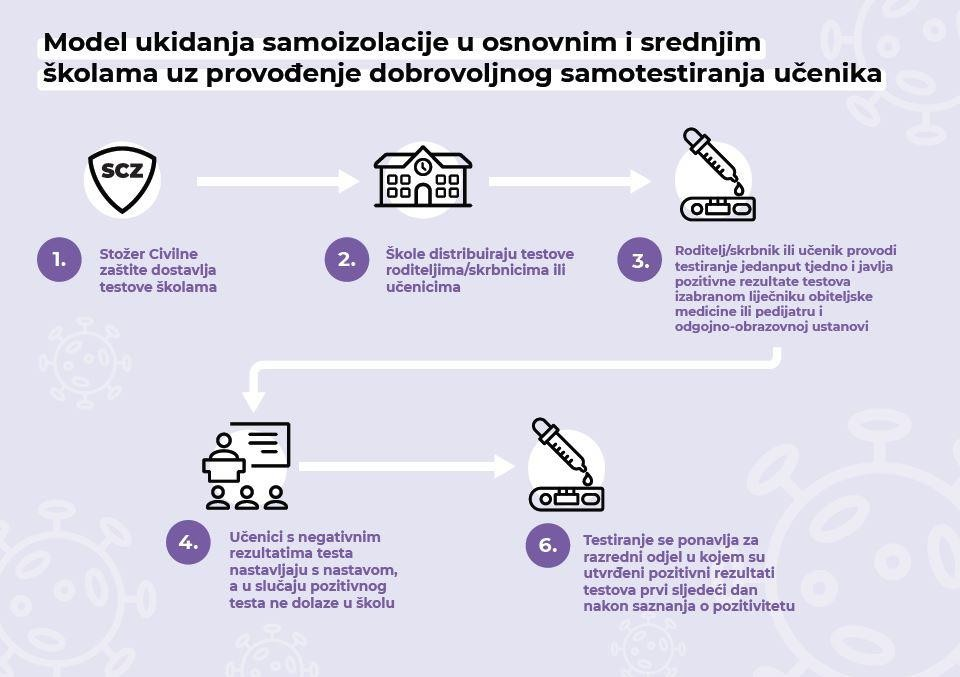 Model ukidanja samoizolacije u osnovnim i srednjim
školama uz provođenje dobrovoljnog samotestiranja učenika
SCZ
1.
Stožer Civilne
zaštite dostavlja
testove školama
2.
Škole distribuiraju testove
roditeljima/skrbnicima ili
učenicima
3.
Roditelj/skrbnik ili učenik provodi
testiranje jedanput tjedno i javlja
pozitivne rezultate testova
izabranom liječniku obiteljske
medicine ili pedijatru i
odgojno-obrazovnoj ustanovi
4.
Učenici s negativnim
rezultatima testa
nastavljaju s nastavom,
a u slučaju pozitivnog
testa ne dolaze u školu
6.
Testiranje se ponavlja za
razredni odjel u kojem su
utvrđeni pozitivni rezultati
testova prvi sljedeći dan
nakon saznanja o pozitivitetu